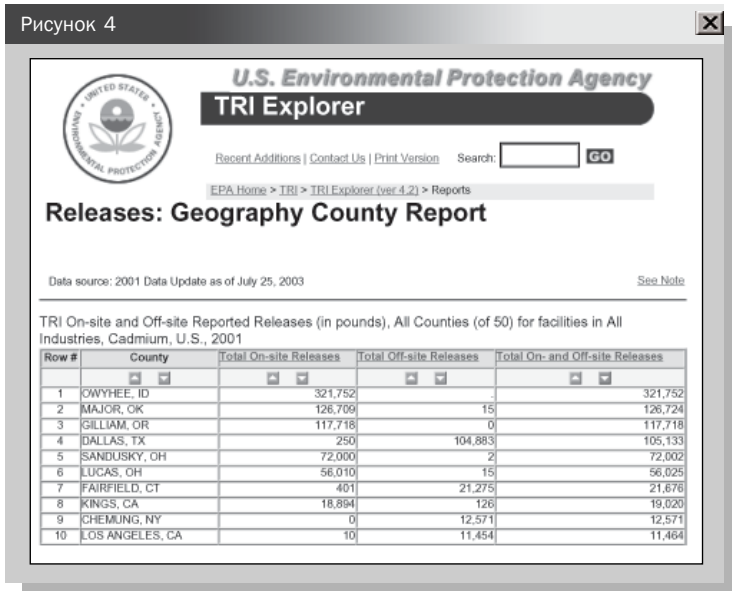 Рисунок 4
UNITED STATES
ENVIRONMENTAL PROTECTION AGENCY
U.S. Environmental Protection Agency
TRI Explorer
Recent Additions | Contact Us | Print Version Search: GO
EPA Home > TRI > TRI Explorer (ver 4.2) > Reports
Releases: Geography County Report
Data source: 2001 Data Update as of July 25, 2003 See Note
TRI On-site and Off-site Reported Releases (in pounds), All Counties (of 50) for facilities in All
Industries, Cadmium, U.S., 2001
Row # County Total On-site Releases Total Off-site Releases Total On- and Off-site Releases
1 OWYHEE, ID 321,752 . 321,752
2 MAJOR, OK 126,709 15 126,724
3 GILLIAM, OR 117,718 0 117,718
4 DALLAS, TX 250 104,883 105,133
5 SANDUSKY, OH 72,000 2 72,002
6 LUCAS, OH 56,010 15 56,025
7 FAIRFIELD, CT 401 21,275 21,676
8 KINGS, CA 18,894 126 19,020
9 CHEMUNG, NY 0 12,571 12,571
10 LOS ANGELES, CA 10 11,454 11,464